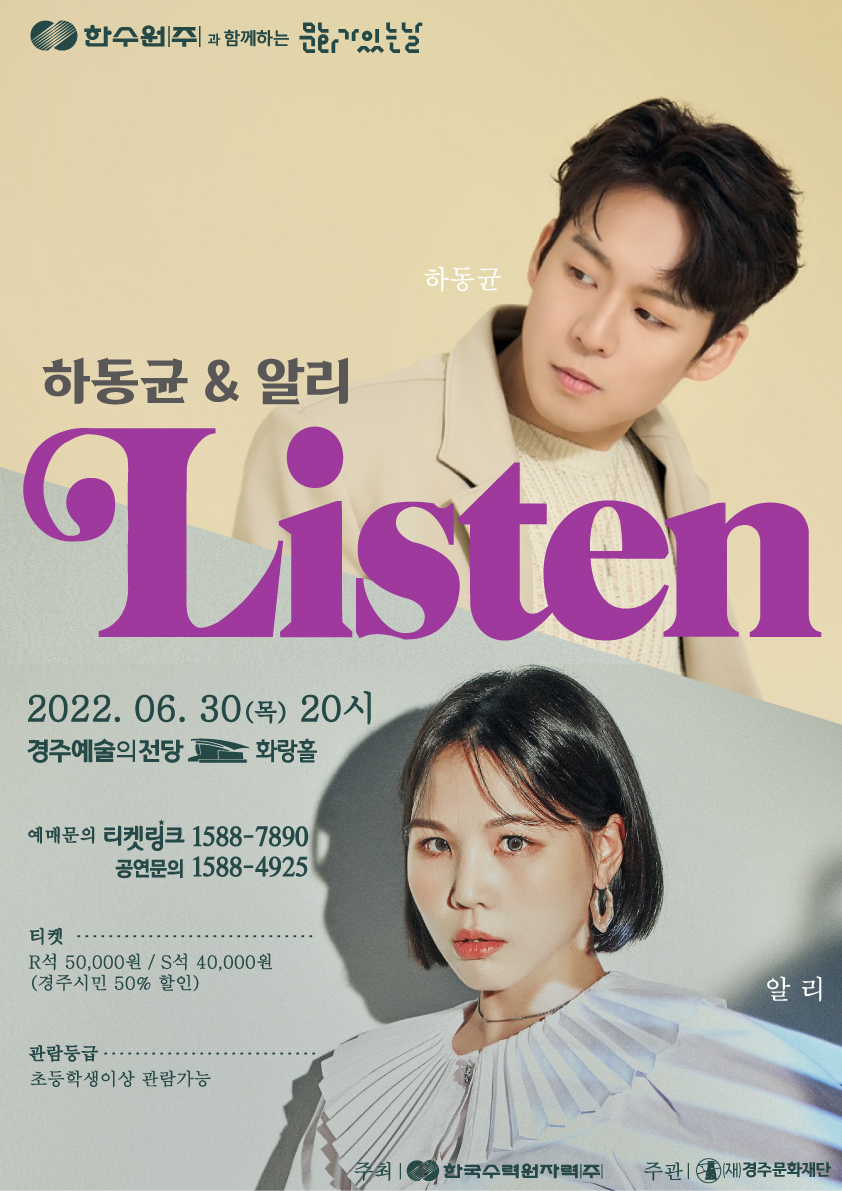 한수원(주)과 함께하는 문화가있는날
하동균
하동균 & 알리
Listen
2022. 06. 30(목) 20시
경주예술의전당 화랑홀
예매문의 티켓링크 1588-7890
공연문의 1588-4925
티켓
R석 50,000원 / S석 40,000원
(경주시민 50% 할인)
알 리
관람등급
초등학생이상 관람가능
주최| 한국수력원자력(주) 주관| (재)경주문화재단